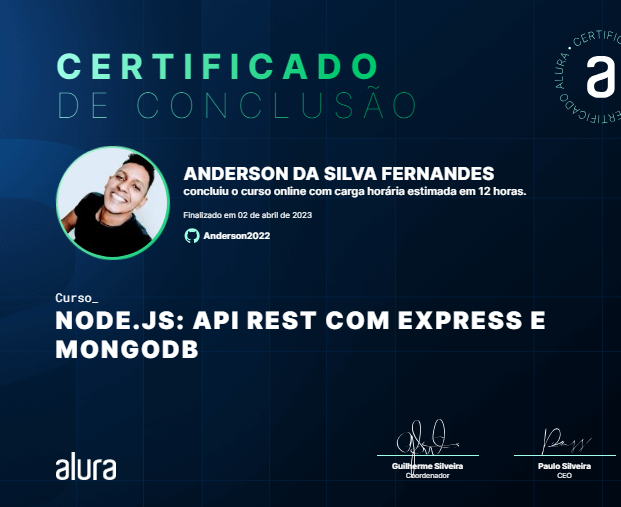 CERTIFICADO
DE CONCLUSÃO
ALURA • CERTIFIC
a
CERTIFICADO
ANDERSON DA SILVA FERNANDES
concluiu o curso online com carga horária estimada em 12 horas.
Finalizado em 02 de abril de 2023
Anderson2022
Curso_
NODE.JS: API REST COM EXPRESS E
MONGODB
alura
Guilherme Silveira
Coordenador
Paulo Silveira
CEO